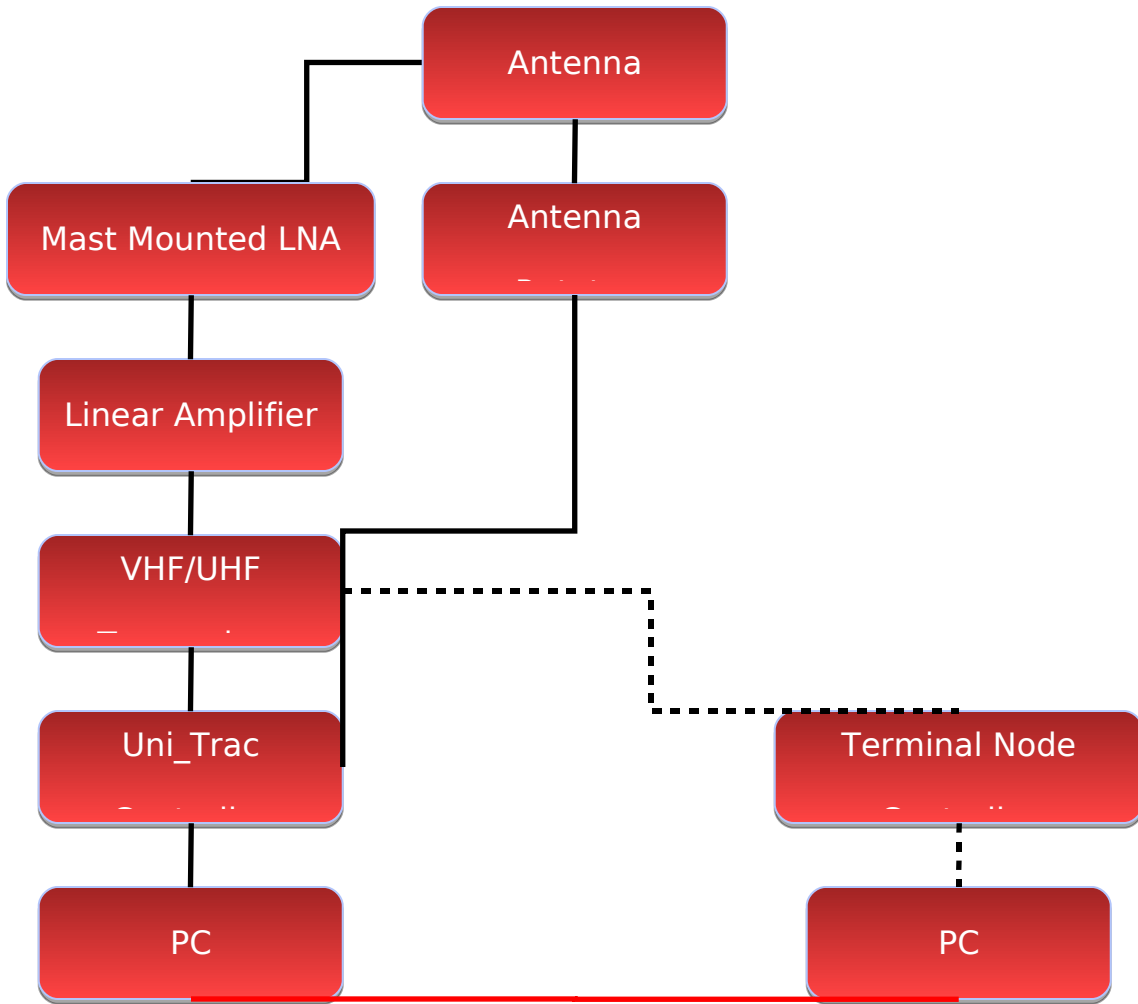 Antenna
Mast Mounted LNA
Antenna
Linear Amplifier
VHF/UHF
Uni_Trac
Terminal Node
PC
PC